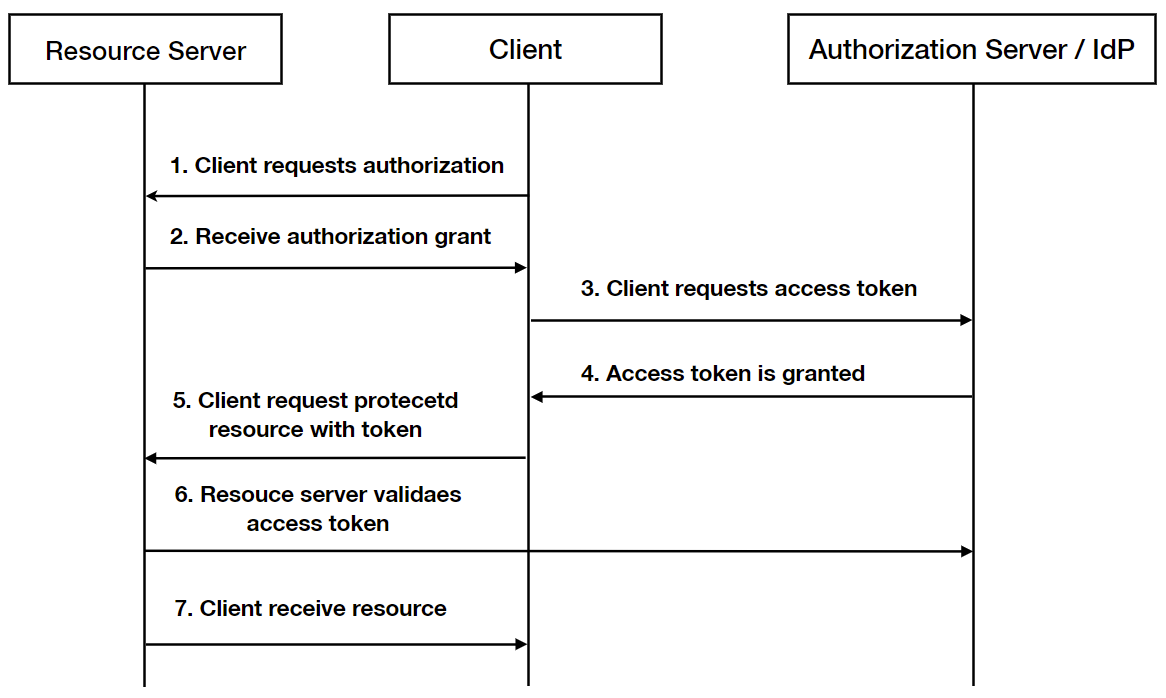 Resource Server
Client
Authorization Server / IdP
1. Client requests authorization
2. Receive authorization grant
3. Client requests access token
4. Access token is granted
5. Client request protecetd
resource with token
6. Resouce server validaes
access token
7. Client receive resource